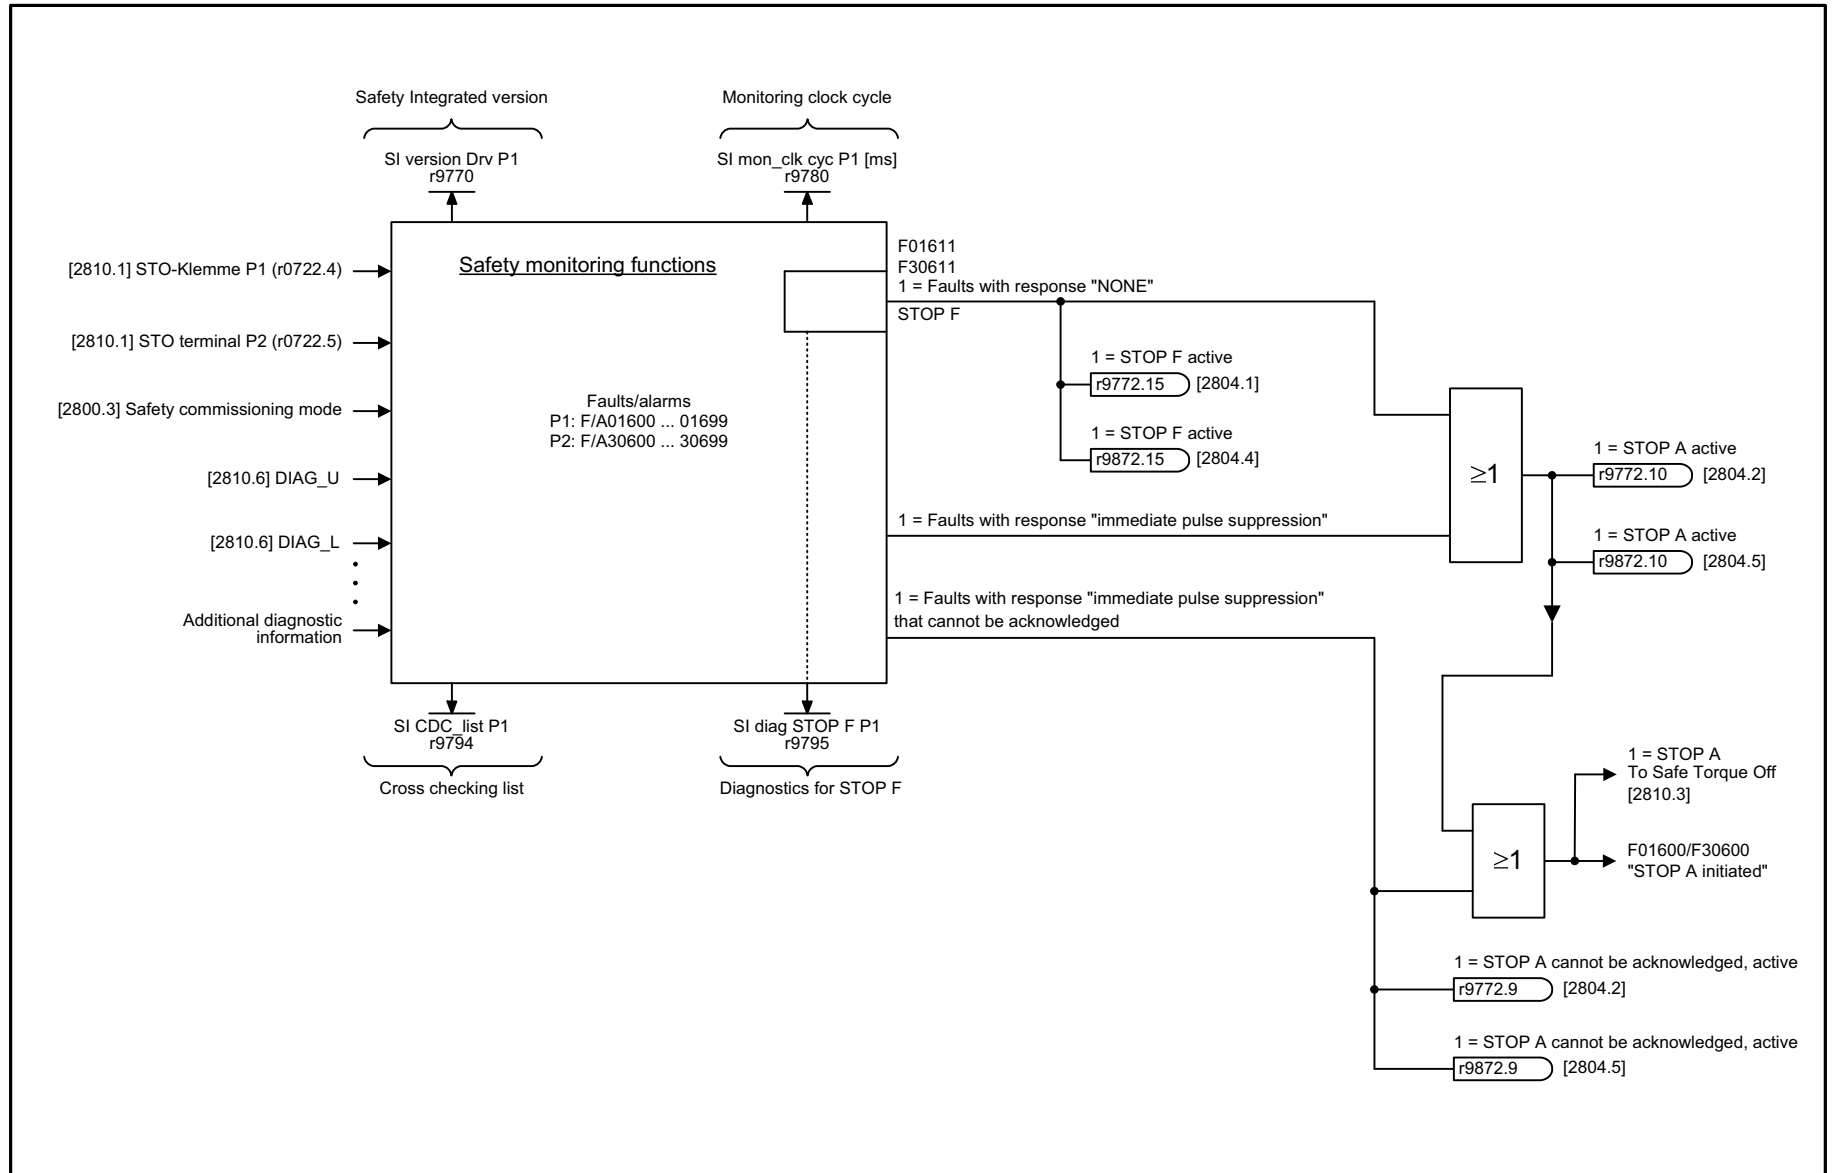 Safety Integrated version
Monitoring clock cycle
SI version Drv P1
r9770
SI mon_clk cyc P1 [ms]
r9780
[2810.1] STO-Klemme P1 (r0722.4)
[2810.1] STO terminal P2 (r0722.5)
[2800.3] Safety commissioning mode
[2810.6] DIAG_U
[2810.6] DIAG_L
Additional diagnostic
information
Safety monitoring functions
Faults/alarms
P1: F/A01600 ... 01699
P2: F/A30600 ... 30699
F01611
F30611
1 = Faults with response "NONE"
STOP F
1 = STOP F active
r9772.15 [2804.1]
1 = STOP F active
r9872.15 [2804.4]
1 = Faults with response "immediate pulse suppression"
1 = Faults with response "immediate pulse suppression"
that cannot be acknowledged
≥1
1 = STOP A active
r9772.10 [2804.2]
1 = STOP A active
r9872.10 [2804.5]
SI CDC_list P1
r9794
Cross checking list
SI diag STOP F P1
r9795
Diagnostics for STOP F
≥1
1 = STOP A
To Safe Torque Off
[2810.3]
F01600/F30600
"STOP A initiated"
1 = STOP A cannot be acknowledged, active
r9772.9 [2804.2]
1 = STOP A cannot be acknowledged, active
r9872.9 [2804.5]